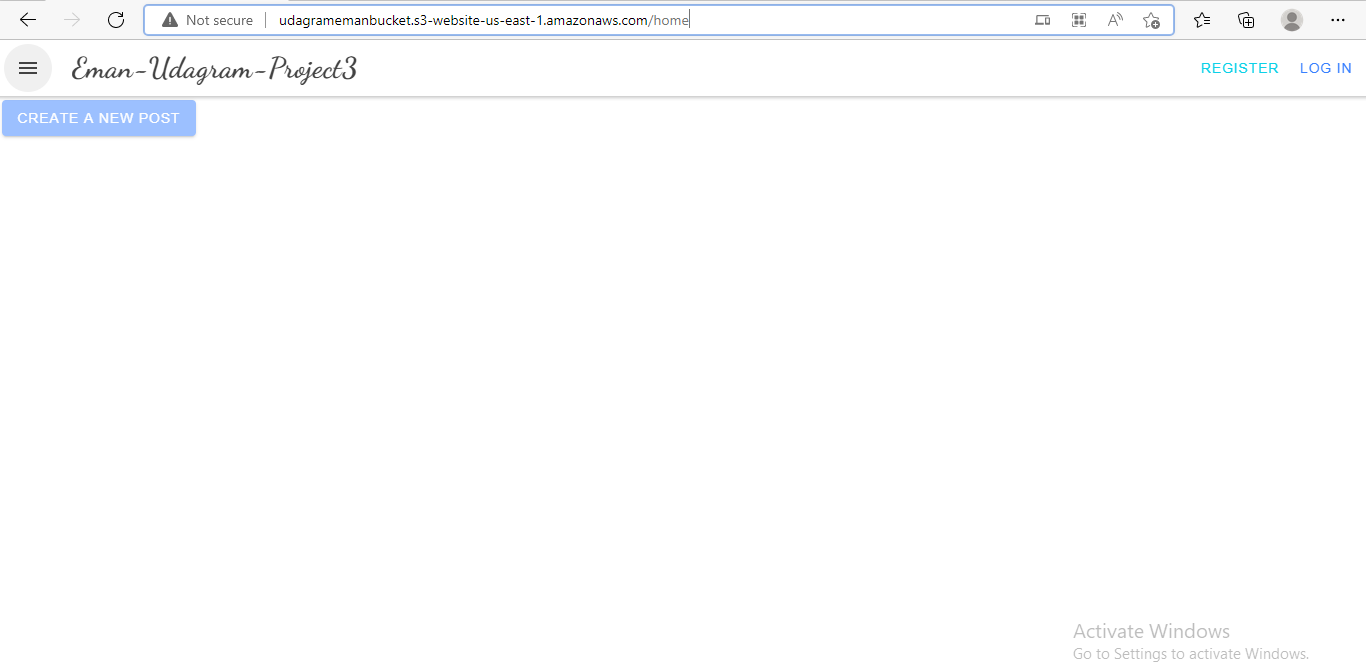 Not secure udagramemanbucket.s3-website-us-east-1.amazonaws.com/home
Eman-Udagram-Project3
REGISTER LOG IN
CREATE A NEW POST
Activate Windows
Go to Settings to activate Windows.